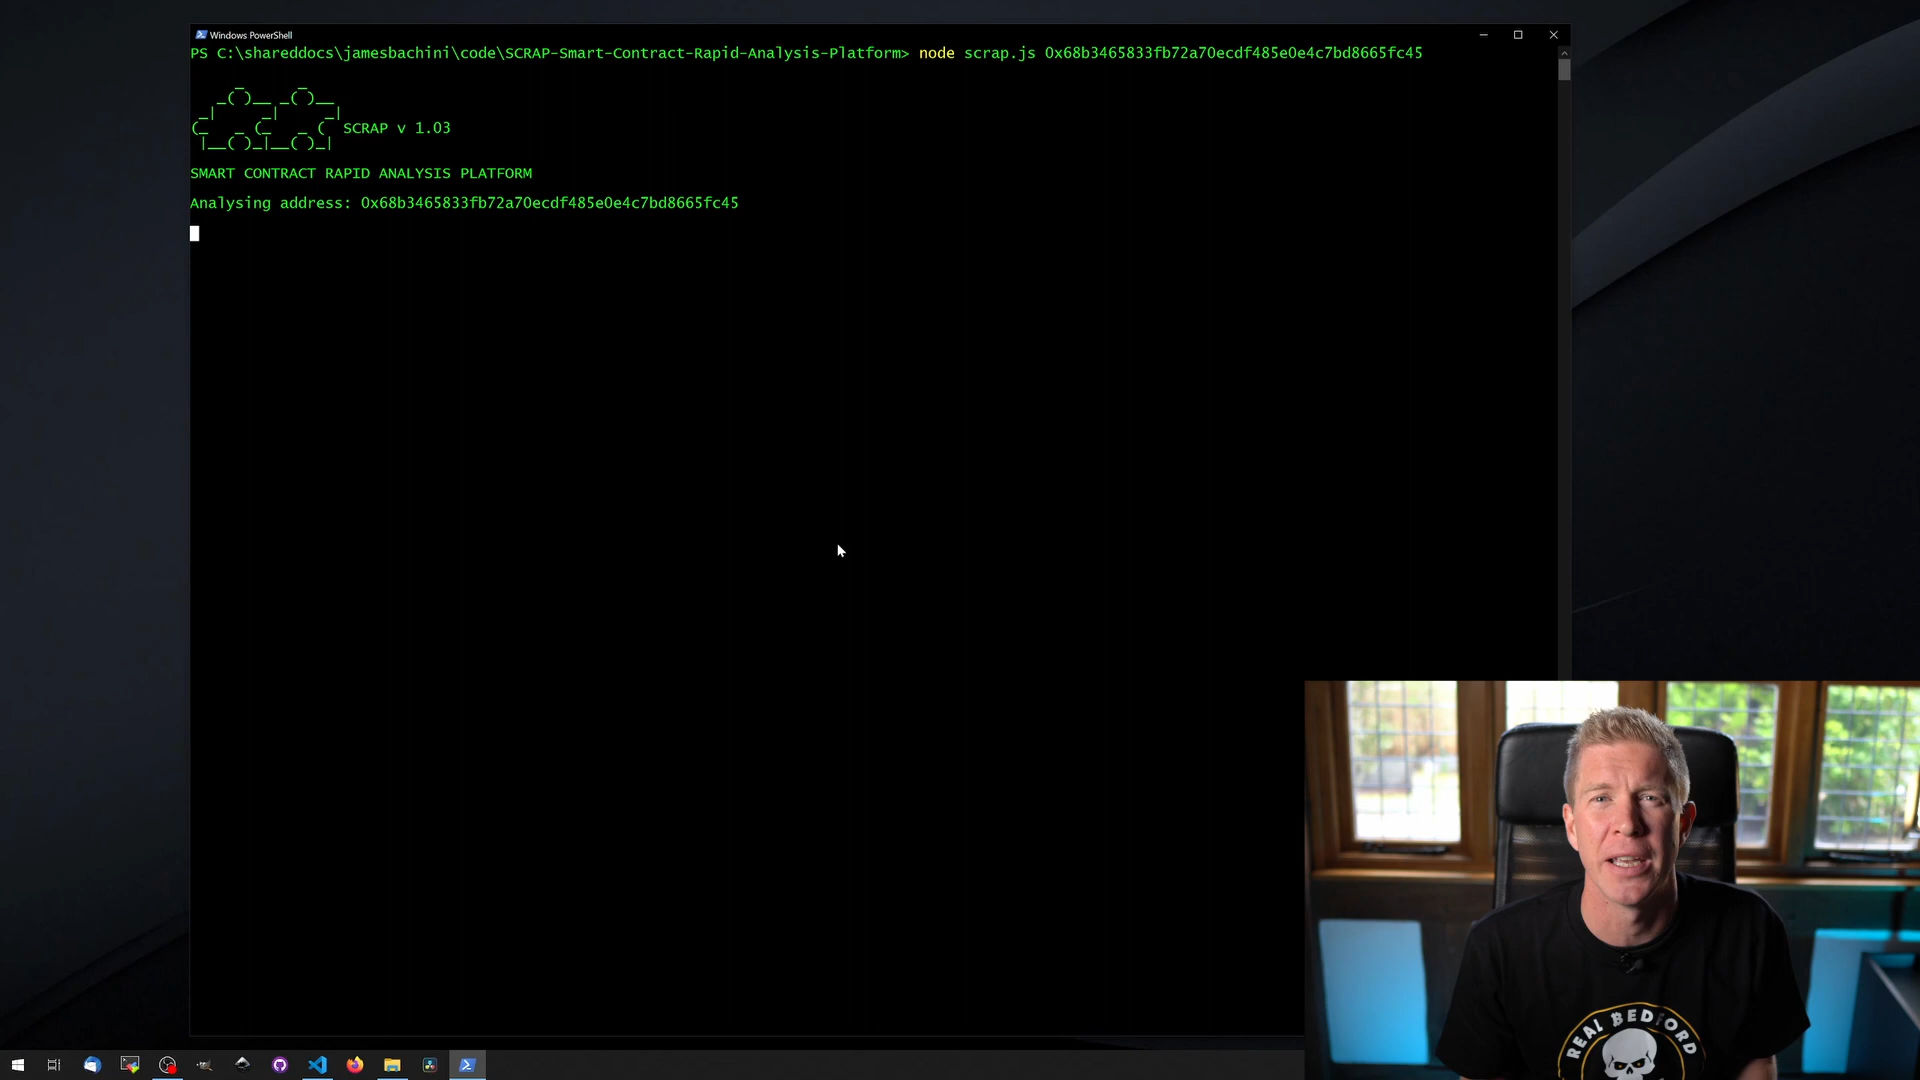 Windows PowerShell
PS C:\shareddocs\jamesbachini\code\SCRAP-Smart-Contract-Rapid-Analysis-Platform> node scrap.js 0x68b3465833fb72a70ecdf485e0e4c7bd8665fc45
SCRAP v 1.03
SMART CONTRACT RAPID ANALYSIS PLATFORM
Analysing address: 0x68b3465833fb72a70ecdf485e0e4c7bd8665fc45
REAL BEDFORD